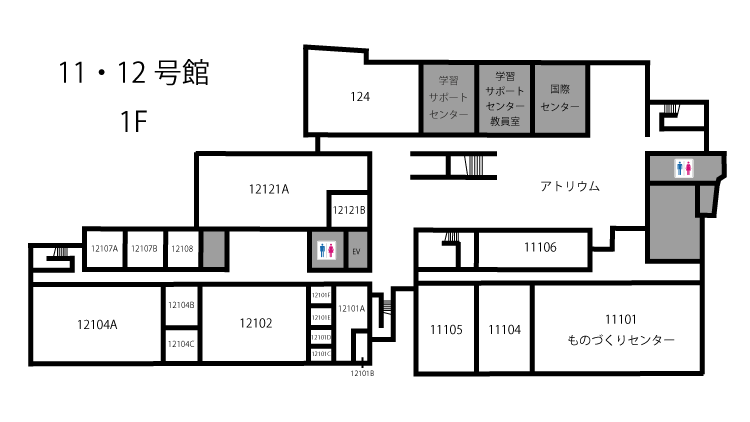 11・12 号館
1F
124
学習
サポート
センター
学習
サポート
センター
教員室
国際
センター
アトリウム
12121A
12121B
12107A
12107B
12108
EV
11106
12104A
12104B
12104C
12102
12101F
12101E
12101D
12101C
12101A
12101B
11105
11104
11101
ものづくりセンター